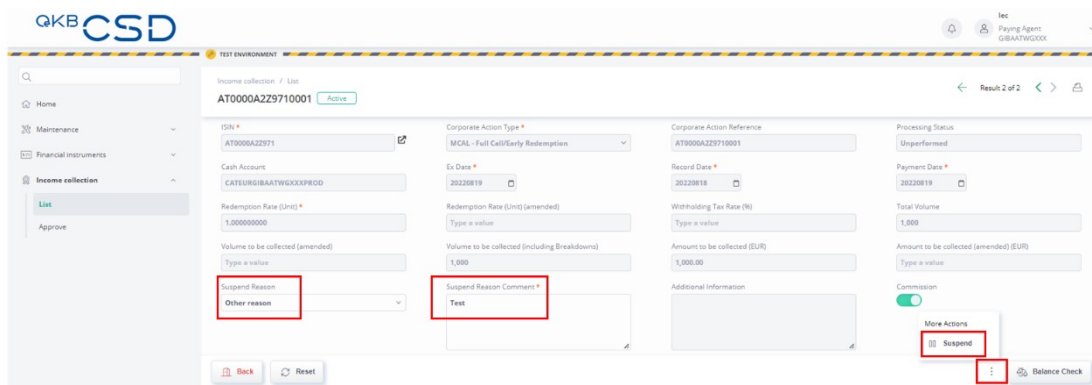 OKB CSD
lec
Paying Agent
GIBAATWGXXX
TEST ENVIRONMENT
Home
Maintenance
Financial instruments
Income collection
List
Approve
Income collection / List
AT0000A2Z9710001 Active
Result 2 of 2
ISIN * Corporate Action Type * Corporate Action Reference Processing Status
AT0000A2Z971 MCAL - Full Call/Early Redemption AT0000A2Z9710001 Unperformed
Cash Account Ex Date * Record Date * Payment Date *
CATEURGIBAATWGXXXPROD 20220819 20220818 20220819
Redemption Rate (Unit) * Redemption Rate (Unit) (amended) Withholding Tax Rate (%) Total Volume
1.000000000 Type a value Type a value 1,000
Volume to be collected (amended) Volume to be collected (including Breakdowns) Amount to be collected (EUR) Amount to be collected (amended) (EUR)
Type a value 1,000 1,000.00 Type a value
Suspend Reason Suspend Reason Comment * Additional Information Commission
Other reason Test
More Actions
Suspend
Back Reset Balance Check